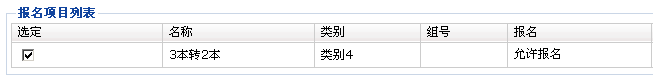 报名项目列表
选定 名称 类别 组号 报名
3本转2本 类别4 允许报名